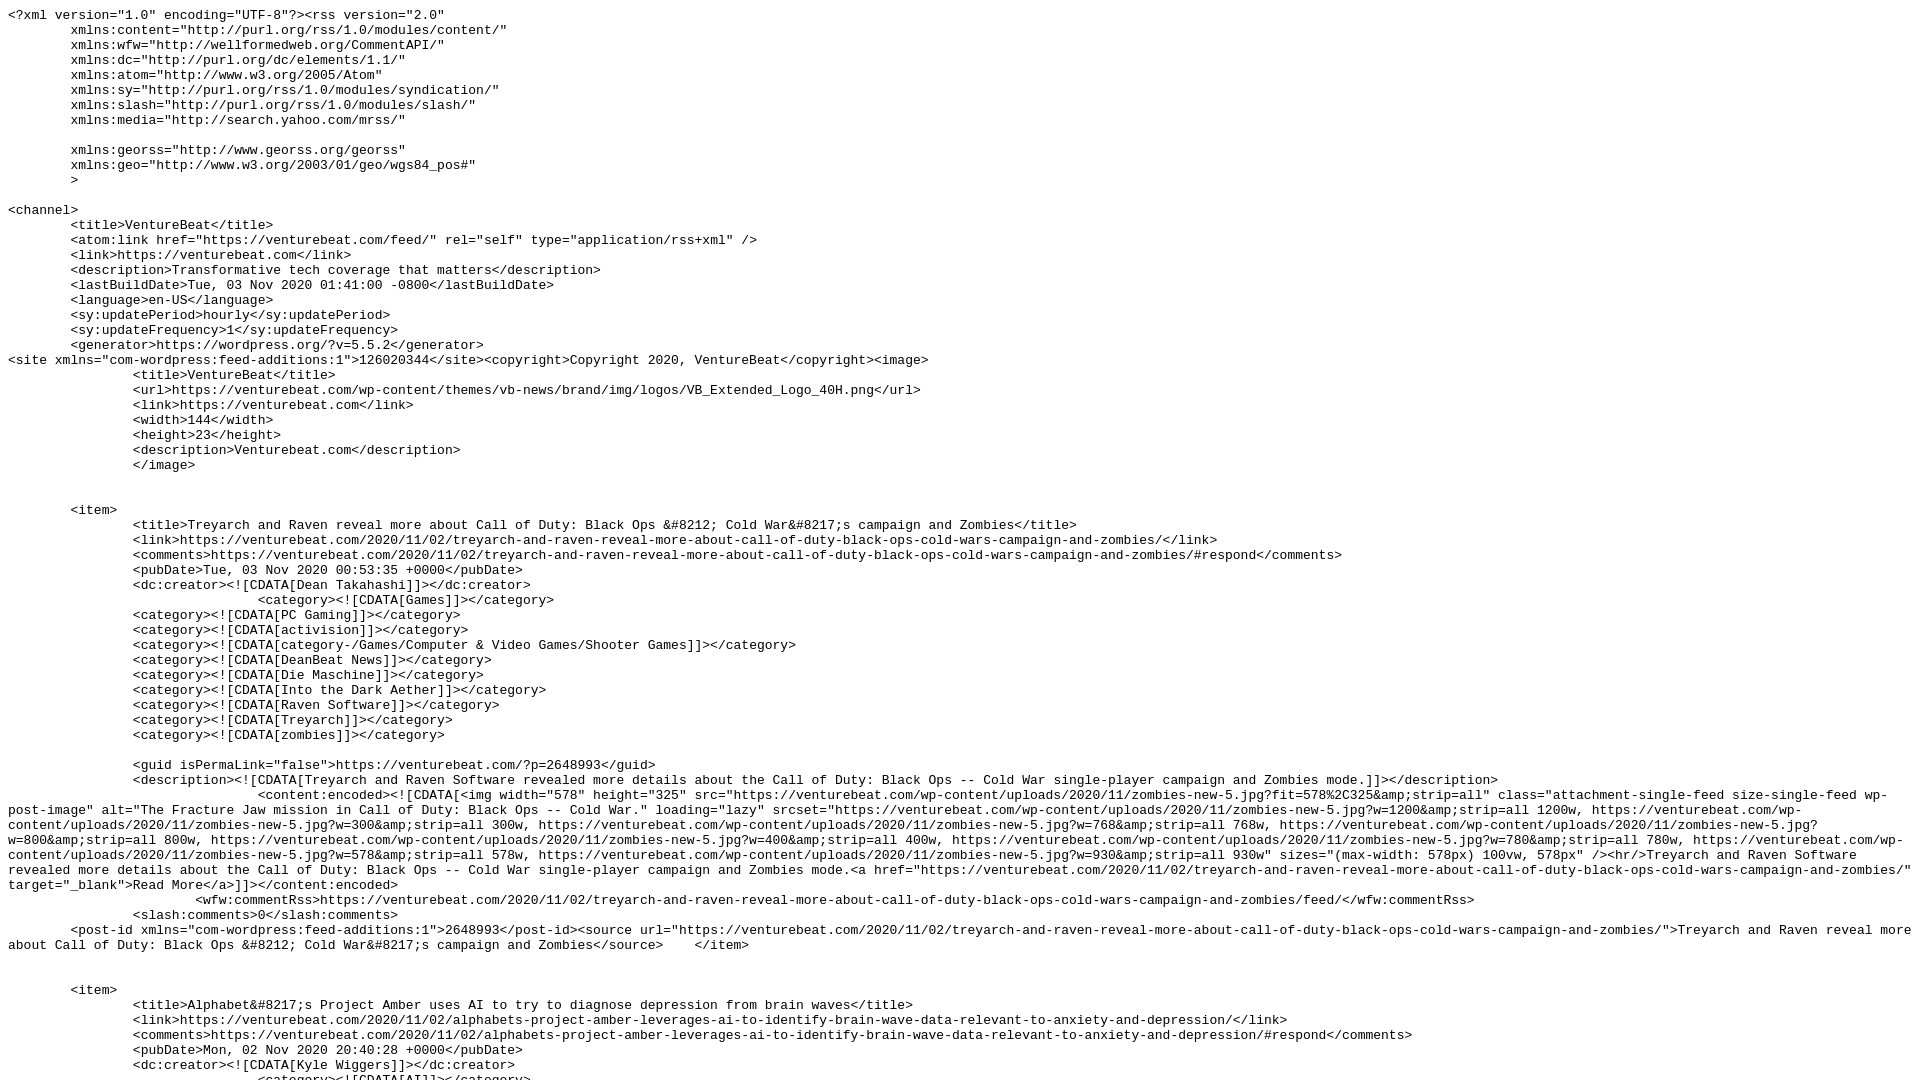 <?xml version="1.0" encoding="UTF-8"?><rss version="2.0"
xmlns:content="http://purl.org/rss/1.0/modules/content/"
xmlns:wfw="http://wellformedweb.org/CommentAPI/"
xmlns:dc="http://purl.org/dc/elements/1.1/"
xmlns:atom="http://www.w3.org/2005/Atom"
xmlns:sy="http://purl.org/rss/1.0/modules/syndication/"
xmlns:slash="http://purl.org/rss/1.0/modules/slash/"
xmlns:media="http://search.yahoo.com/mrss/"
xmlns:georss="http://www.georss.org/georss"
xmlns:geo="http://www.w3.org/2003/01/geo/wgs84_pos#"
>
<channel>
<title>VentureBeat</title>
<atom:link href="https://venturebeat.com/feed/" rel="self" type="application/rss+xml" />
<link>https://venturebeat.com</link>
<description>Transformative tech coverage that matters</description>
<lastBuildDate>Tue, 03 Nov 2020 01:41:00 -0800</lastBuildDate>
<language>en-US</language>
<sy:updatePeriod>hourly</sy:updatePeriod>
<sy:updateFrequency>1</sy:updateFrequency>
<generator>https://wordpress.org/?v=5.5.2</generator>
<site xmlns="com-wordpress:feed-additions:1">126020344</site><copyright>Copyright 2020, VentureBeat</copyright><image>
<title>VentureBeat</title>
<url>https://venturebeat.com/wp-content/themes/vb-news/brand/img/logos/VB_Extended_Logo_40H.png</url>
<link>https://venturebeat.com</link>
<width>144</width>
<height>23</height>
<description>Venturebeat.com</description>
</image>
<item>
<title>Treyarch and Raven reveal more about Call of Duty: Black Ops &#8212; Cold War&#8217;s campaign and Zombies</title>
<link>https://venturebeat.com/2020/11/02/treyarch-and-raven-reveal-more-about-call-of-duty-black-ops-cold-wars-campaign-and-zombies/</link>
<comments>https://venturebeat.com/2020/11/02/treyarch-and-raven-reveal-more-about-call-of-duty-black-ops-cold-wars-campaign-and-zombies/#respond</comments>
<pubDate>Tue, 03 Nov 2020 00:53:35 +0000</pubDate>
<dc:creator><![CDATA[Dean Takahashi]]></dc:creator>
<category><![CDATA[Games]]></category>
<category><![CDATA[PC Gaming]]></category>
<category><![CDATA[activision]]></category>
<category><![CDATA[category-/Games/Computer & Video Games/Shooter Games]]></category>
<category><![CDATA[DeanBeat News]]></category>
<category><![CDATA[Die Maschine]]></category>
<category><![CDATA[Into the Dark Aether]]></category>
<category><![CDATA[Raven Software]]></category>
<category><![CDATA[Treyarch]]></category>
<category><![CDATA[zombies]]></category>
<guid isPermaLink="false">https://venturebeat.com/?p=2648993</guid>
<description><![CDATA[Treyarch and Raven Software revealed more details about the Call of Duty: Black Ops -- Cold War single-player campaign and Zombies mode.]]></description>
<content:encoded><![CDATA[<img width="578" height="325" src="https://venturebeat.com/wp-content/uploads/2020/11/zombies-new-5.jpg?fit=578%2C325&amp;strip=all" class="attachment-single-feed size-single-feed wp-
post-image" alt="The Fracture Jaw mission in Call of Duty: Black Ops -- Cold War." loading="lazy" srcset="https://venturebeat.com/wp-content/uploads/2020/11/zombies-new-5.jpg?w=1200&amp;strip=all 1200w, https://venturebeat.com/wp-
content/uploads/2020/11/zombies-new-5.jpg?w=300&amp;strip=all 300w, https://venturebeat.com/wp-content/uploads/2020/11/zombies-new-5.jpg?w=768&amp;strip=all 768w, https://venturebeat.com/wp-content/uploads/2020/11/zombies-new-5.jpg?
w=800&amp;strip=all 800w, https://venturebeat.com/wp-content/uploads/2020/11/zombies-new-5.jpg?w=400&amp;strip=all 400w, https://venturebeat.com/wp-content/uploads/2020/11/zombies-new-5.jpg?w=780&amp;strip=all 780w, https://venturebeat.com/wp-
content/uploads/2020/11/zombies-new-5.jpg?w=578&amp;strip=all 578w, https://venturebeat.com/wp-content/uploads/2020/11/zombies-new-5.jpg?w=930&amp;strip=all 930w" sizes="(max-width: 578px) 100vw, 578px" /><hr/>Treyarch and Raven Software
revealed more details about the Call of Duty: Black Ops -- Cold War single-player campaign and Zombies mode.<a href="https://venturebeat.com/2020/11/02/treyarch-and-raven-reveal-more-about-call-of-duty-black-ops-cold-wars-campaign-and-zombies/"
target="_blank">Read More</a>]]></content:encoded>
<wfw:commentRss>https://venturebeat.com/2020/11/02/treyarch-and-raven-reveal-more-about-call-of-duty-black-ops-cold-wars-campaign-and-zombies/feed/</wfw:commentRss>
<slash:comments>0</slash:comments>
<post-id xmlns="com-wordpress:feed-additions:1">2648993</post-id><source url="https://venturebeat.com/2020/11/02/treyarch-and-raven-reveal-more-about-call-of-duty-black-ops-cold-wars-campaign-and-zombies/">Treyarch and Raven reveal more
about Call of Duty: Black Ops &#8212; Cold War&#8217;s campaign and Zombies</source>    </item>
<item>
<title>Alphabet&#8217;s Project Amber uses AI to try to diagnose depression from brain waves</title>
<link>https://venturebeat.com/2020/11/02/alphabets-project-amber-leverages-ai-to-identify-brain-wave-data-relevant-to-anxiety-and-depression/</link>
<comments>https://venturebeat.com/2020/11/02/alphabets-project-amber-leverages-ai-to-identify-brain-wave-data-relevant-to-anxiety-and-depression/#respond</comments>
<pubDate>Mon, 02 Nov 2020 20:40:28 +0000</pubDate>
<dc:creator><![CDATA[Kyle Wiggers]]></dc:creator>
<category><![CDATA[AI]]></category>